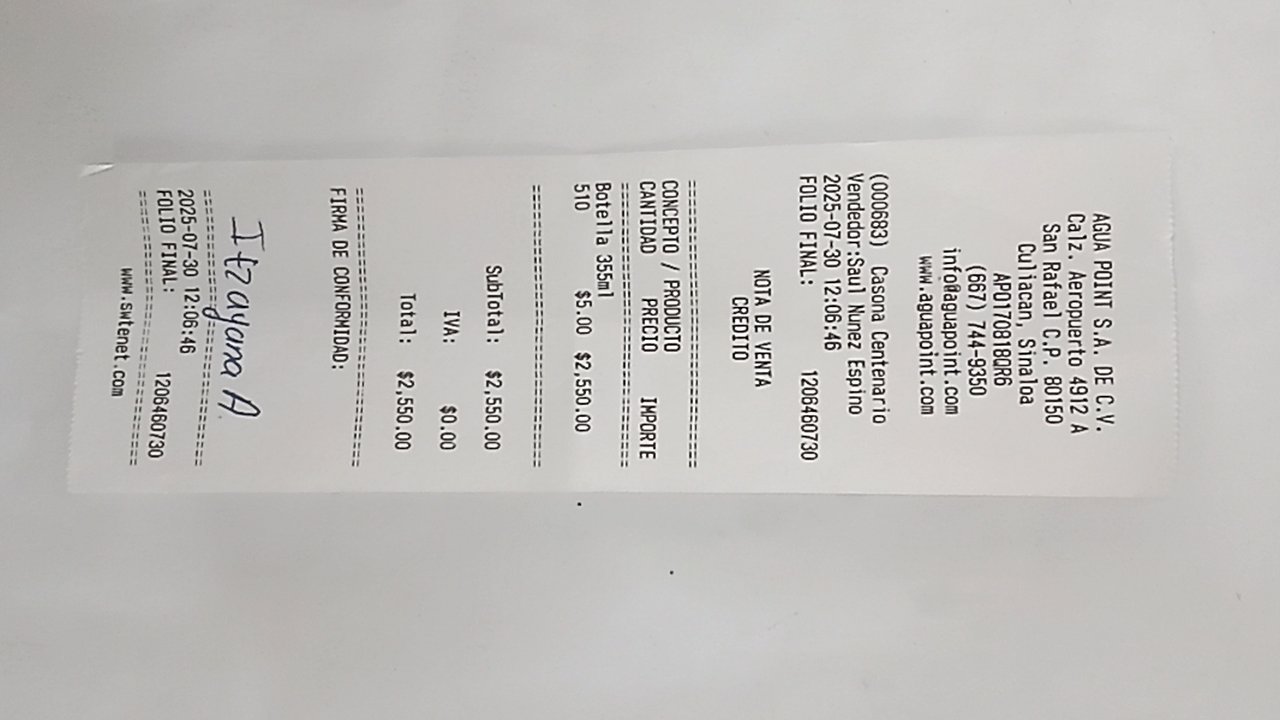 AGUA POINT S.A. DE C.V.
Calz. Aeropuerto 4912 A
San Rafael C.P. 80150
Culiacan, Sinaloa
APO170818QR6
(667) 744-9350
info@aguapoint.com
www.aguapoint.com
(000683) Casona Centenario
Vendedor:Saul Nunez Espino
2025-07-30 12:06:46
FOLIO FINAL: 1206460730
NOTA DE VENTA
CREDITO
CONCEPTO / PRODUCTO
CANTIDAD PRECIO IMPORTE
Botella 355ml
510 $5.00 $2,550.00
SubTotal: $2,550.00
IVA: $0.00
Total: $2,550.00
FIRMA DE CONFORMIDAD:
Itzayana A
2025-07-30 12:06:46
FOLIO FINAL: 1206460730
www.swtenet.com